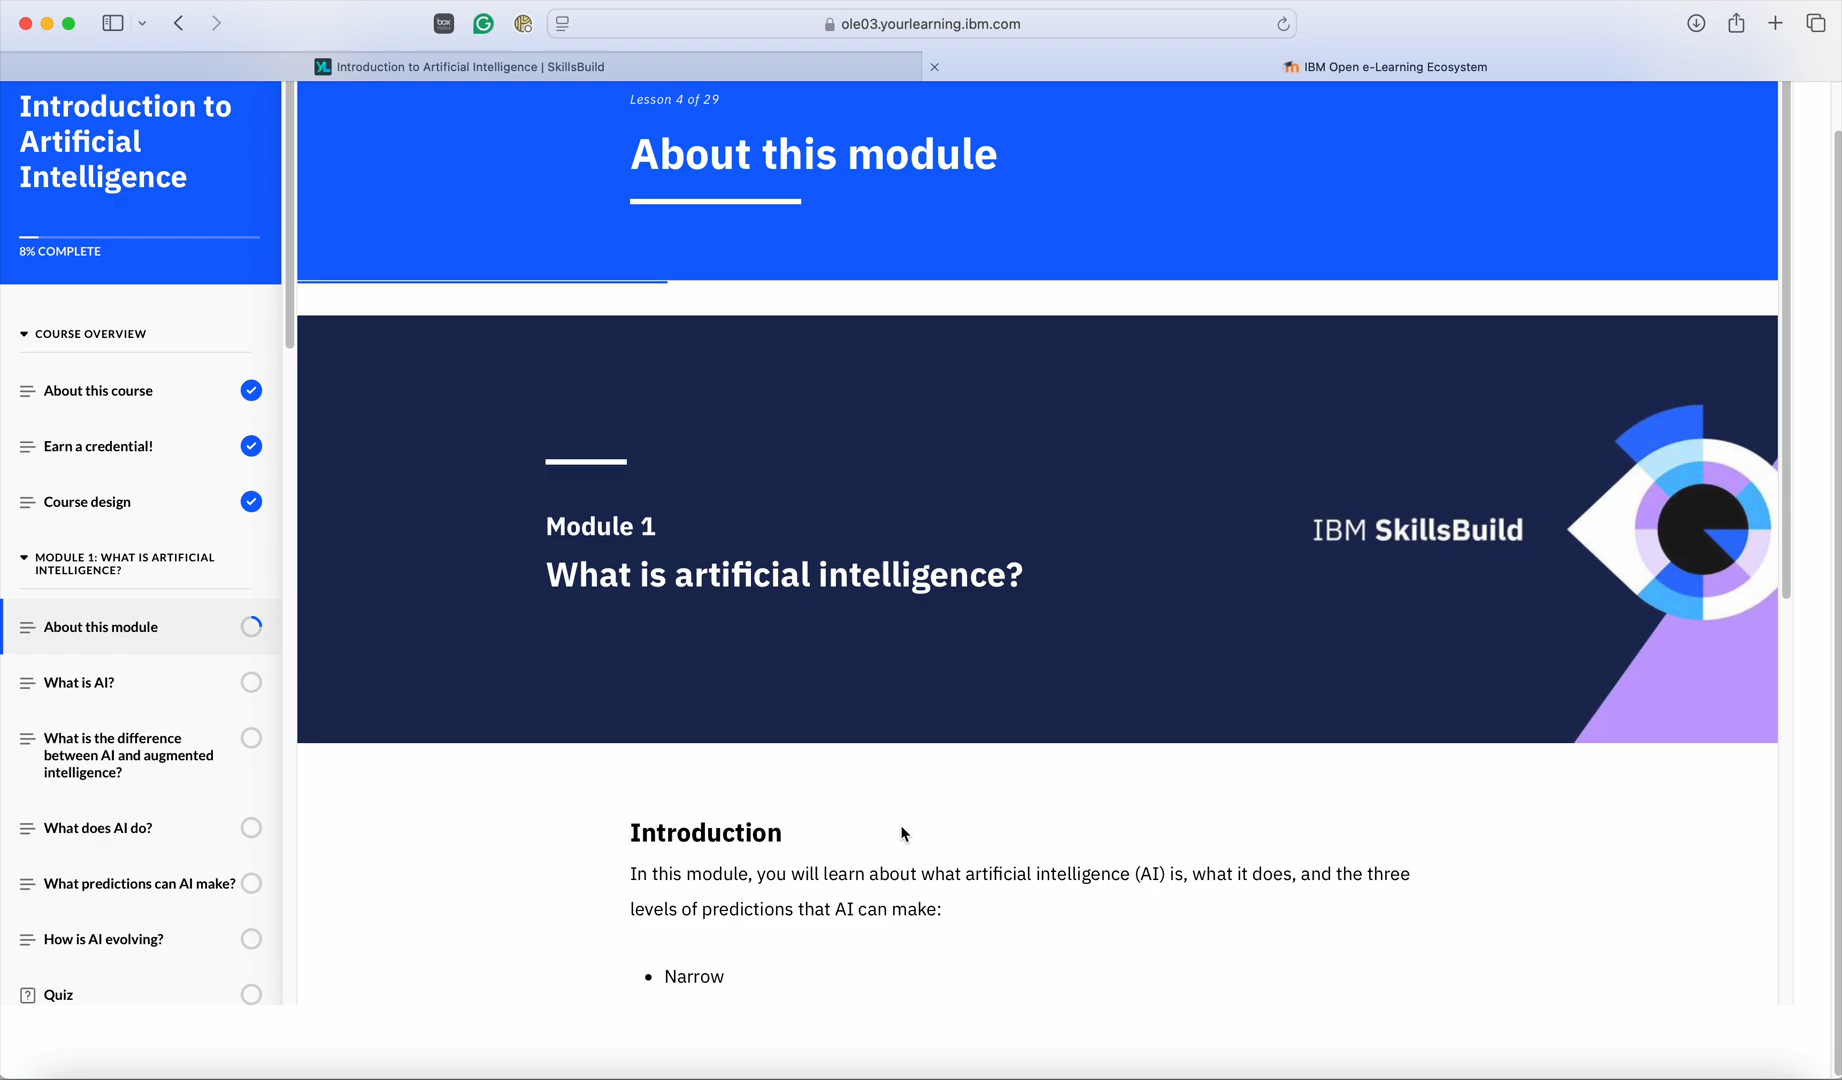 box
TOOLS
ole03.yourlearning.ibm.com
YL Introduction to Artificial Intelligence | SkillsBuild
IBM Open e-Learning Ecosystem
Introduction to
Artificial
Intelligence
8% COMPLETE
COURSE OVERVIEW
About this course
Earn a credential!
Course design
MODULE 1: WHAT IS ARTIFICIAL
INTELLIGENCE?
About this module
What is AI?
What is the difference
between AI and augmented
intelligence?
What does AI do?
What predictions can AI make?
How is AI evolving?
Quiz
Lesson 4 of 29
About this module
Module 1
What is artificial intelligence?
IBM SkillsBuild
Introduction
In this module, you will learn about what artificial intelligence (AI) is, what it does, and the three
levels of predictions that AI can make:
• Narrow